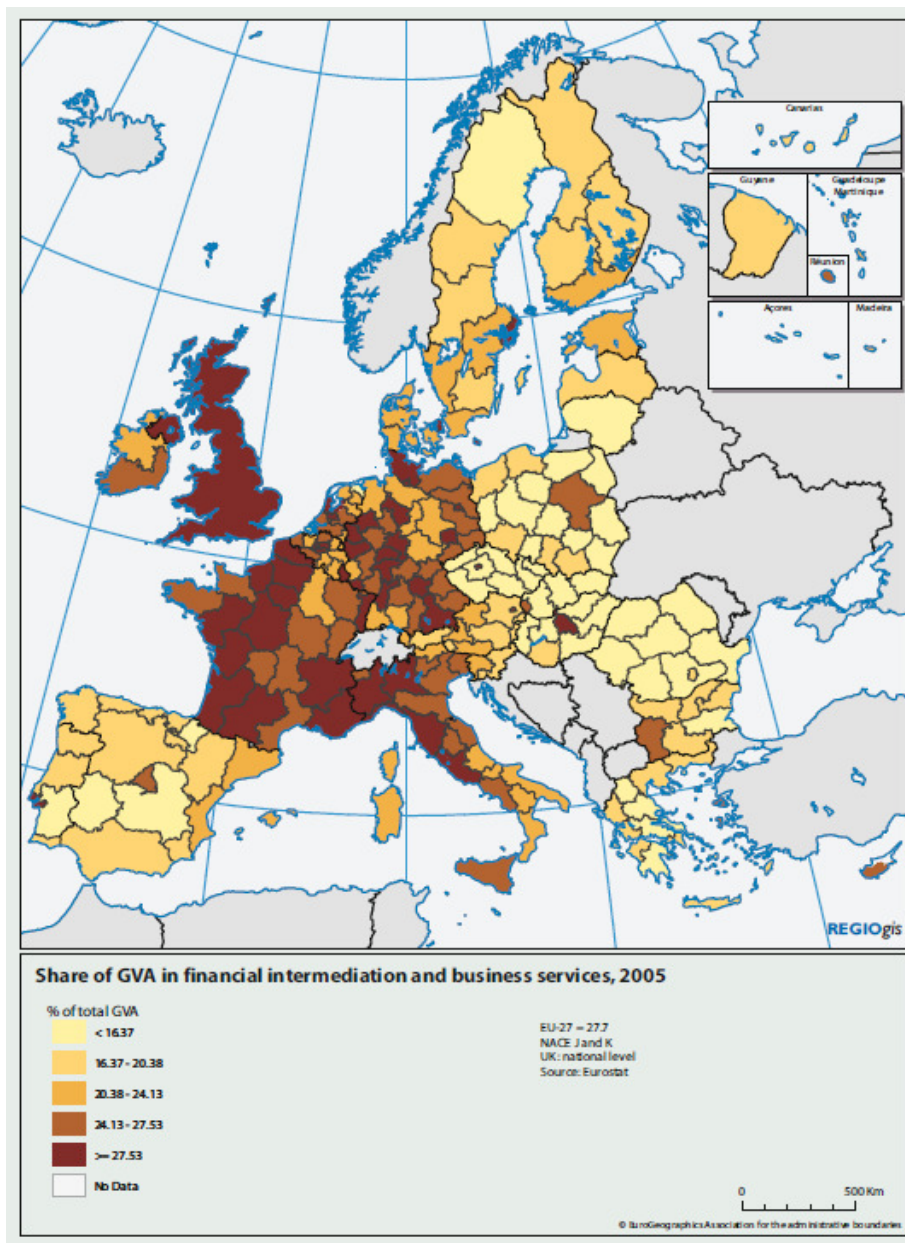 Canarias
Guyane
Guadeloupe
Martinique
Réunion
Açores
Madeira
REGIOgis
Share of GVA in financial intermediation and business services, 2005
% of total GVA
< 16.37
16.37 - 20.38
20.38 - 24.13
24.13 - 27.53
>= 27.53
No Data
EU-27 = 27.7
NACE J and K
UK: national level
Source: Eurostat
0 500 Km
© EuroGeographics Association for the administrative boundaries